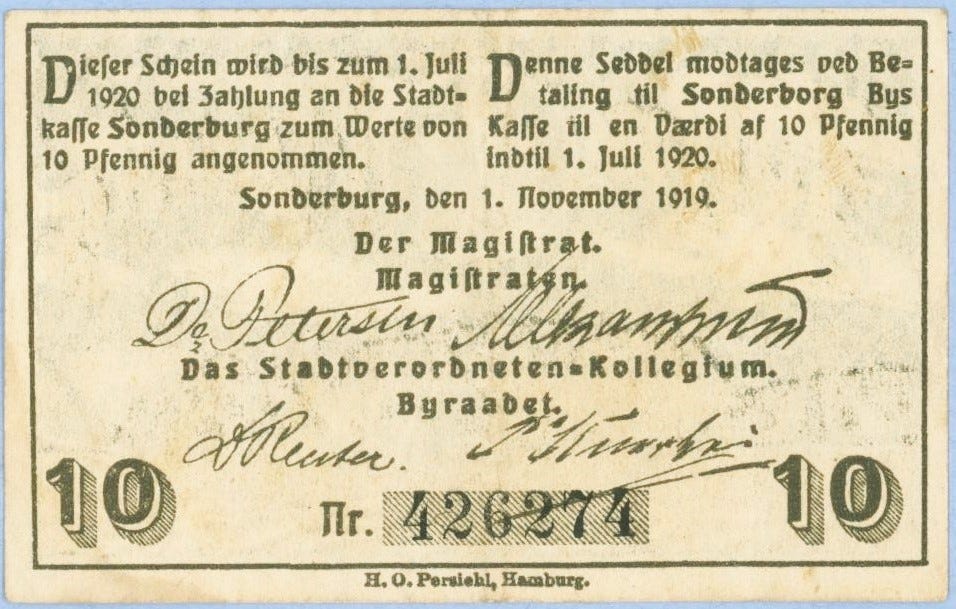 Dieser Schein wird bis zum 1. Juli
1920 bei Zahlung an die Stadt=
kasse Sonderburg zum Werte von
10 Pfennig angenommen.
Denne Seddel modtages ved Be=
taling til Sonderborg Bys
Kasse til en Værdi af 10 Pfennig
indtil 1. Juli 1920.
Sonderburg, den 1. November 1919.
Der Magistrat.
Magistraten.
Dr Petersen
Das Stadtverordneten=Kollegium.
Byraadet.
Reuter.
10
Nr. 426274
10
H. O. Persiehl, Hamburg.